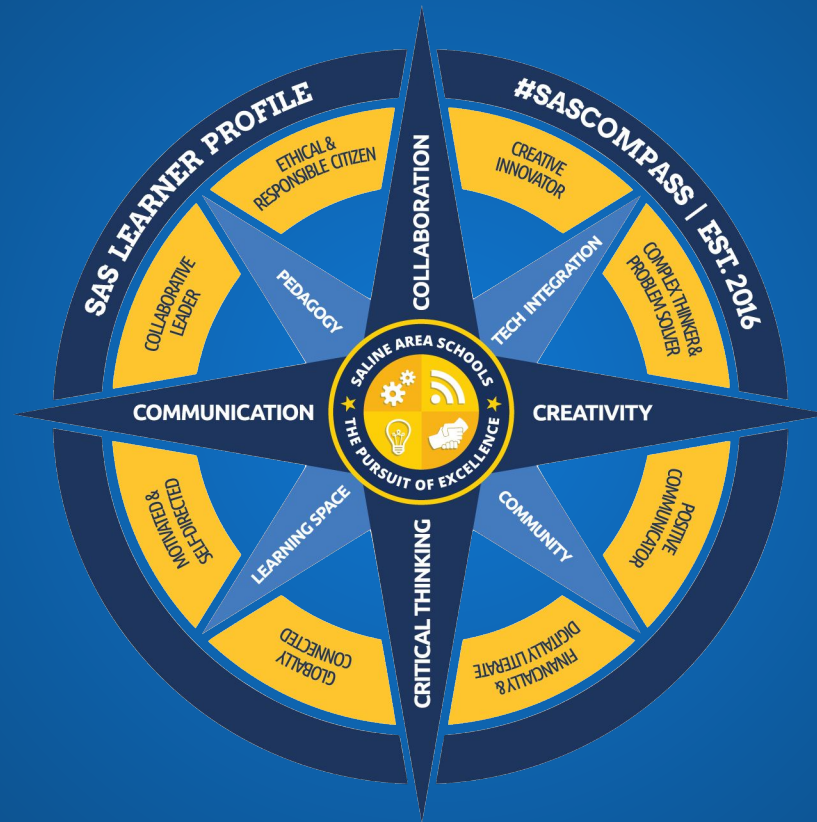 SAS LEARNER PROFILE
#SASCOMPASS | EST. 2016
ETHICAL &
RESPONSIBLE CITIZEN
CREATIVE
INNOVATOR
COMPLEX THINKER &
PROBLEM SOLVER
POSITIVE
COMMUNICATOR
FINANCIALLY &
DIGITALLY LITERATE
GLOBALLY
CONNECTED
MOTIVATED &
SELF-DIRECTED
COLLABORATIVE
LEADER
COLLABORATION
TECH INTEGRATION
CREATIVITY
COMMUNITY
CRITICAL THINKING
LEARNING SPACE
COMMUNICATION
PEDAGOGY
SALINE AREA SCHOOLS
THE PURSUIT OF EXCELLENCE